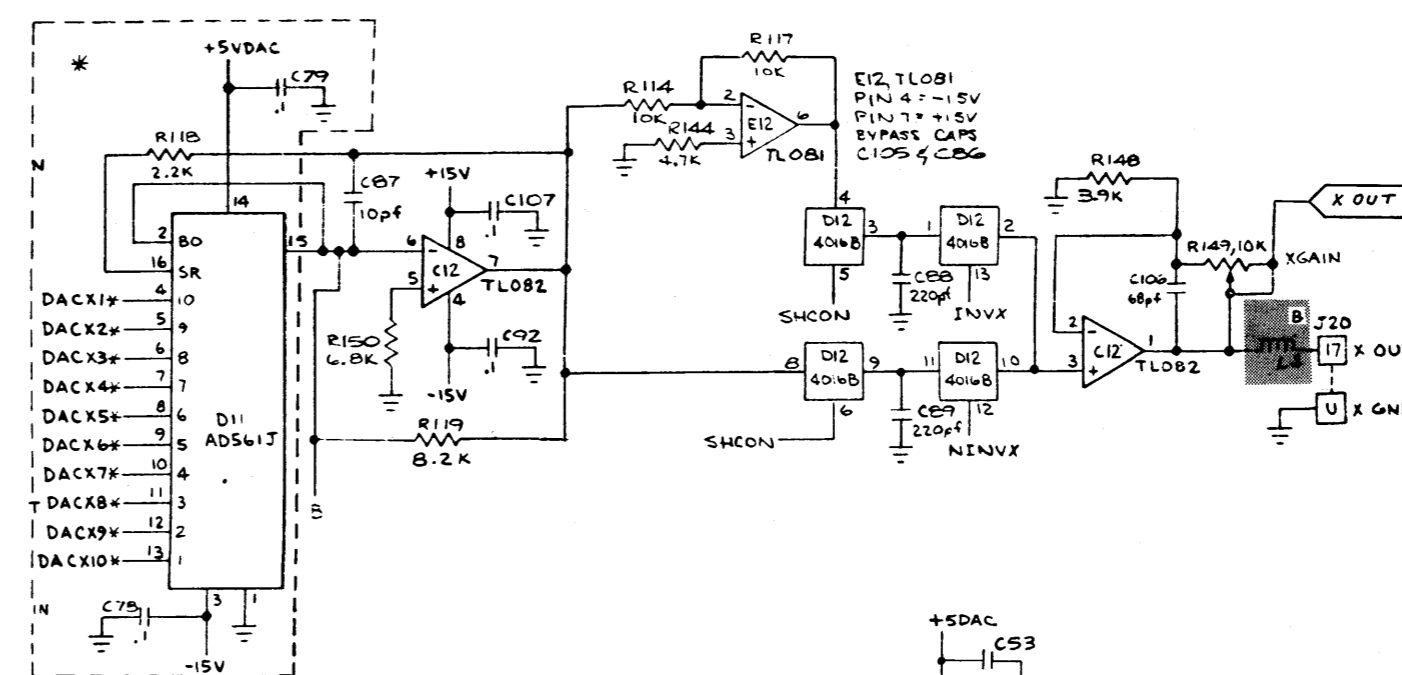 *
+5VDAC
C79
.1
R118
2.2K
N
C87
10pf
14
2
BO
15
16
SR
DACX1* 4 10
DACX2* 5 9
DACX3* 6 8
DACX4* 7 7
DACX5* 8 6
DACX6* 9 5
DACX7* 10 4
T DACX8* 11 3
DACX9* 12 2
DACX10* 13 1
D11
AD561J
IN
C78
.1
3
1
-15V
+15V
C107
.1
6
8
7
C12
5
4
TL082
R150
6.8K
C92
.1
-15V
R119
8.2K
R117
10K
R114
10K
2
E12
6
3
TL081
R144
4.7K
E12, TL081
PIN 4 = -15V
PIN 7 = +15V
BYPASS CAPS
C105 & C86
4
D12
4016B
3
5
SHCON
C88
220pf
1
D12
4016B
2
13
INVX
8
D12
4016B
9
6
SHCON
C89
220pf
11
D12
4016B
10
12
NINVX
R148
3.9K
X OUT
R149, 10K
XGAIN
C106
68pf
2
C12
1
3
TL082
B
J20
17
X OU
U
X GN
+5DAC
C53